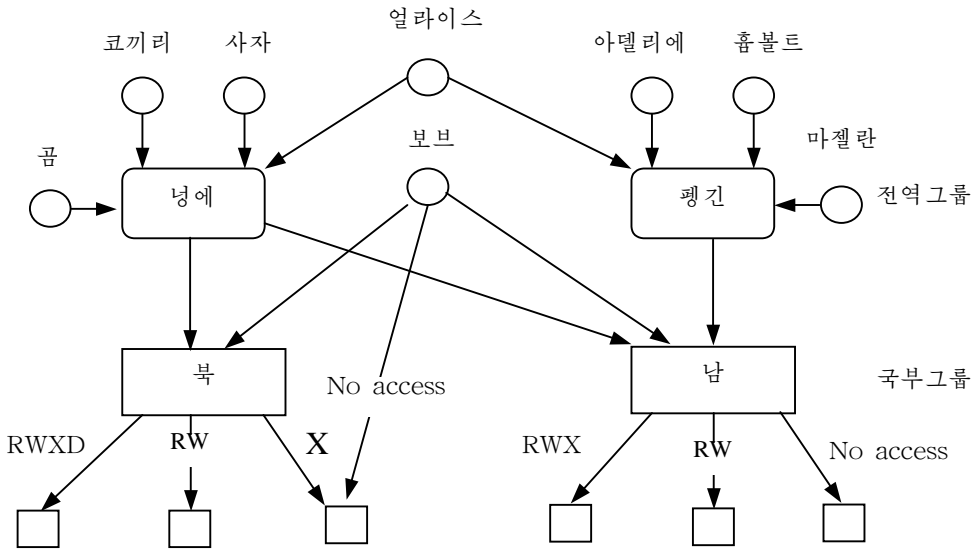 얼라이스
코끼리
사자
아델리에
흄볼트
보브
마젤란
곰
넝에
펭긴
전역그룹
북
남
국부그룹
No access
RWXD
RW
X
RWX
RW
No access